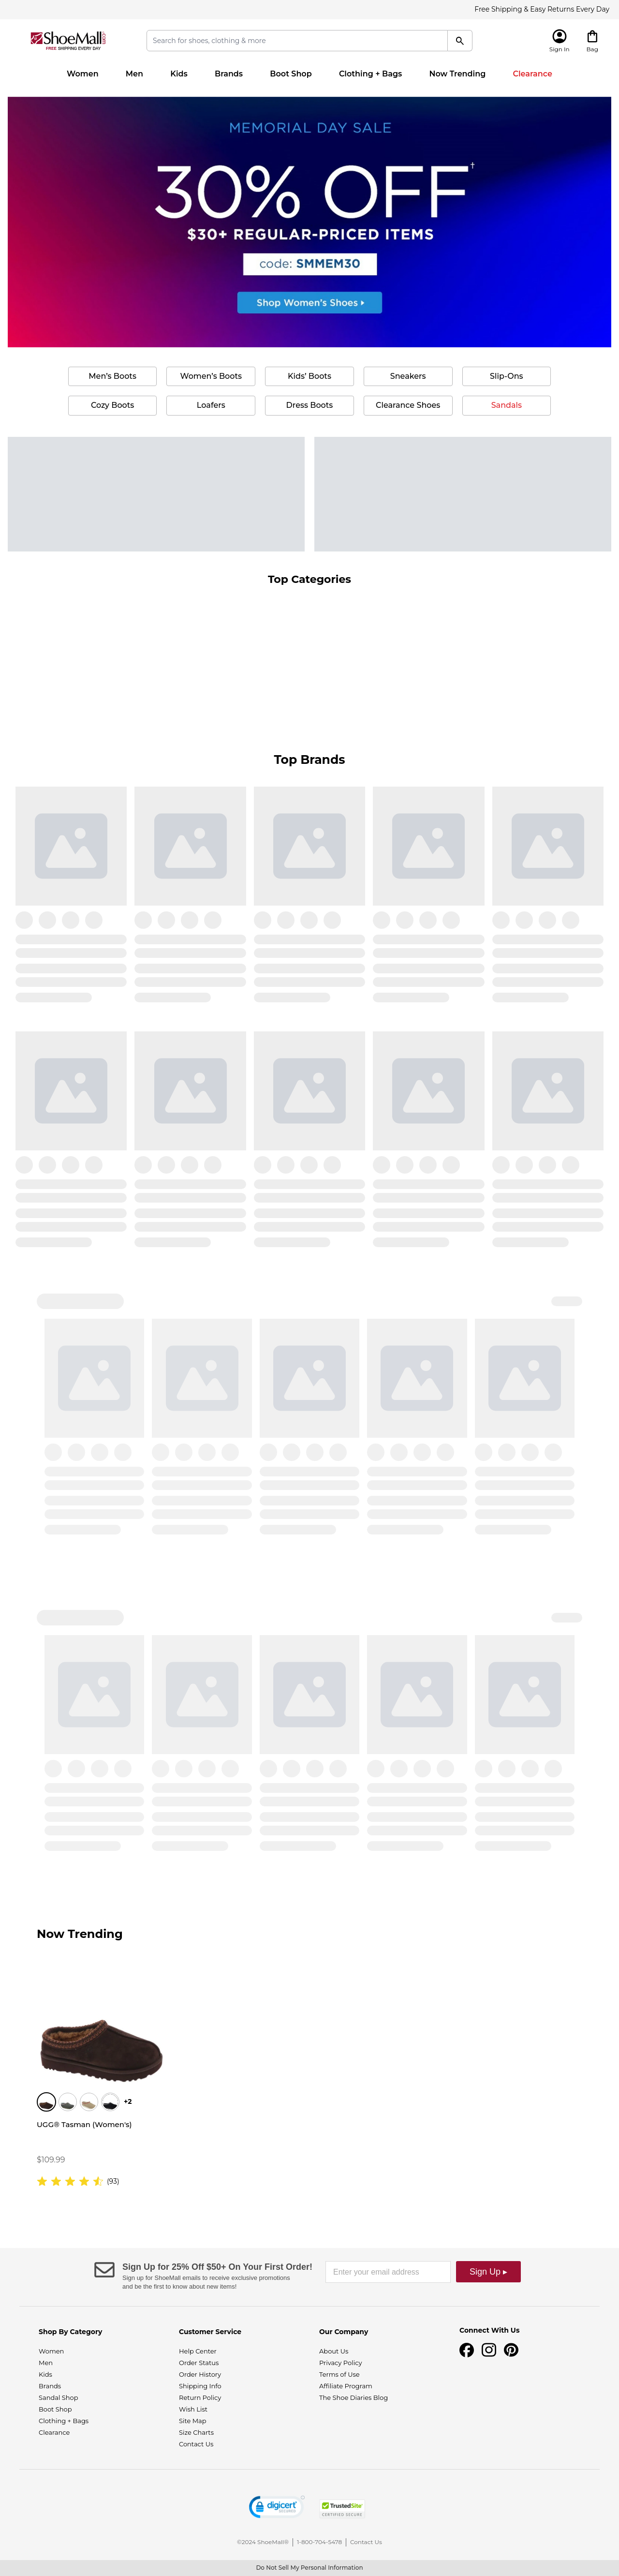 Free Shipping & Easy Returns Every Day
ShoeMall
FREE SHIPPING EVERY DAY
Search for shoes, clothing & more
Sign In
Bag
Women
Men
Kids
Brands
Boot Shop
Clothing + Bags
Now Trending
Clearance
MEMORIAL DAY SALE
30% OFF†
$30+ REGULAR-PRICED ITEMS
code: SMMEM30
Shop Women's Shoes ▸
Men's Boots
Women's Boots
Kids' Boots
Sneakers
Slip-Ons
Cozy Boots
Loafers
Dress Boots
Clearance Shoes
Sandals
Top Categories
Top Brands
Now Trending
+2
UGG® Tasman (Women's)
$109.99
(93)
Sign Up for 25% Off $50+ On Your First Order!
Sign up for ShoeMall emails to receive exclusive promotions
and be the first to know about new items!
Enter your email address
Sign Up ▸
Shop By Category
Women
Men
Kids
Brands
Sandal Shop
Boot Shop
Clothing + Bags
Clearance
Customer Service
Help Center
Order Status
Order History
Shipping Info
Return Policy
Wish List
Site Map
Size Charts
Contact Us
Our Company
About Us
Privacy Policy
Terms of Use
Affiliate Program
The Shoe Diaries Blog
Connect With Us
digicert
SECURED
TrustedSite
CERTIFIED SECURE
©2024 ShoeMall® | 1-800-704-5478 | Contact Us
Do Not Sell My Personal Information